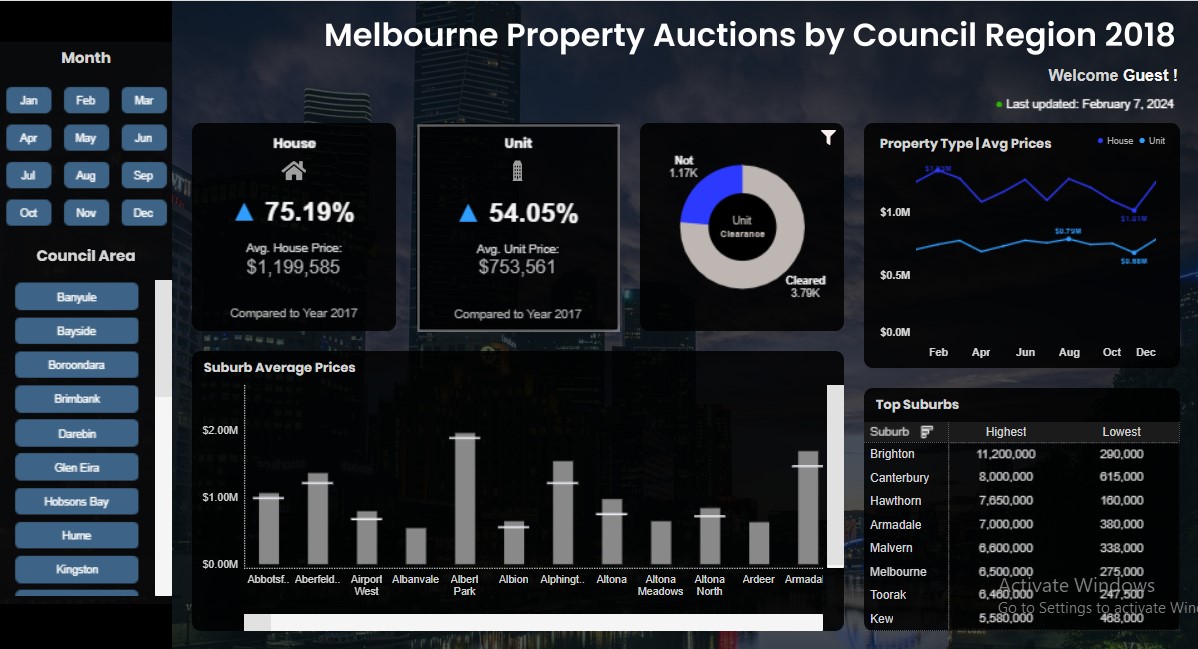 Melbourne Property Auctions by Council Region 2018
Welcome Guest !
Last updated: February 7, 2024
Month
Jan Feb Mar
Apr May Jun
Jul Aug Sep
Oct Nov Dec
Council Area
Banyule
Bayside
Boroondara
Brimbank
Darebin
Glen Eira
Hobsons Bay
Hume
Kingston
House
75.19%
Avg. House Price:
$1,199,585
Compared to Year 2017
Unit
54.05%
Avg. Unit Price:
$753,561
Compared to Year 2017
Not
1.17K
Unit
Clearance
Cleared
3.79K
Property Type | Avg Prices
House Unit
$1.0M
$0.5M
$0.0M
$1.01M
$0.79M
$0.68M
Feb Apr Jun Aug Oct Dec
Suburb Average Prices
$2.00M
$1.00M
$0.00M
Abbotsf..
Aberfeld..
Airport
West
Albanvale
Albert
Park
Albion
Alphingt..
Altona
Altona
Meadows
Altona
North
Ardeer
Armadal
Top Suburbs
Suburb Highest Lowest
Brighton 11,200,000 290,000
Canterbury 8,000,000 615,000
Hawthorn 7,650,000 160,000
Armadale 7,000,000 380,000
Malvern 6,600,000 338,000
Melbourne 6,500,000 275,000
Toorak 6,460,000 247,500
Kew 5,580,000 468,000
Activate Windows
Go to Settings to activate Win